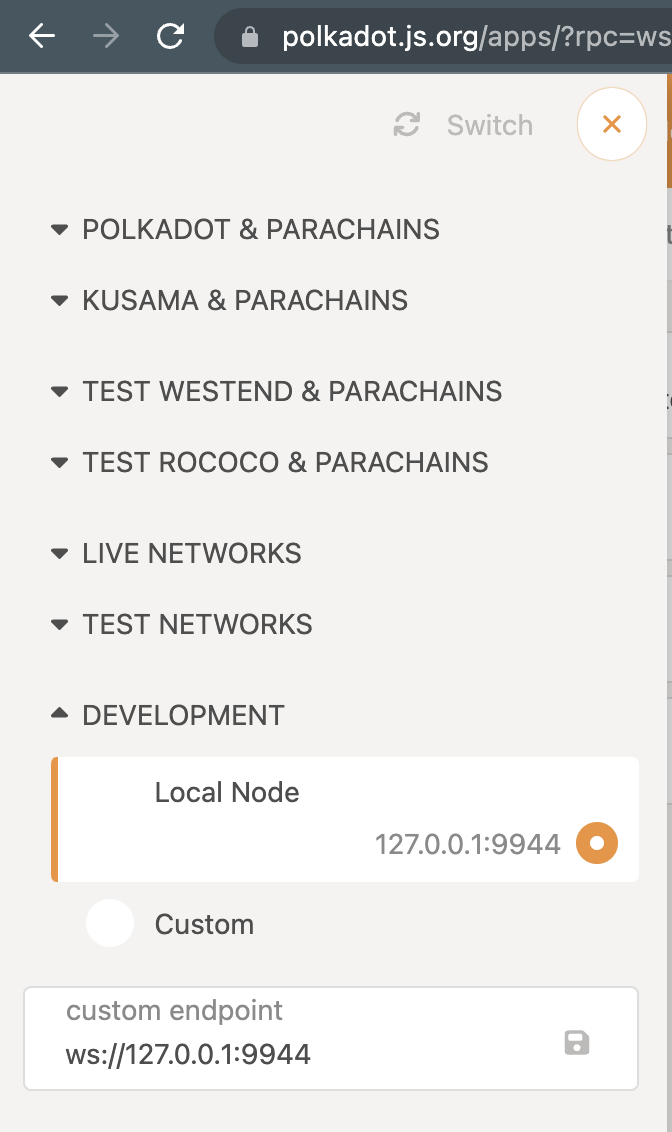 polkadot.js.org/apps/?rpc=ws
Switch
POLKADOT & PARACHAINS
KUSAMA & PARACHAINS
TEST WESTEND & PARACHAINS
TEST ROCOCO & PARACHAINS
LIVE NETWORKS
TEST NETWORKS
DEVELOPMENT
Local Node
127.0.0.1:9944
Custom
custom endpoint
ws://127.0.0.1:9944